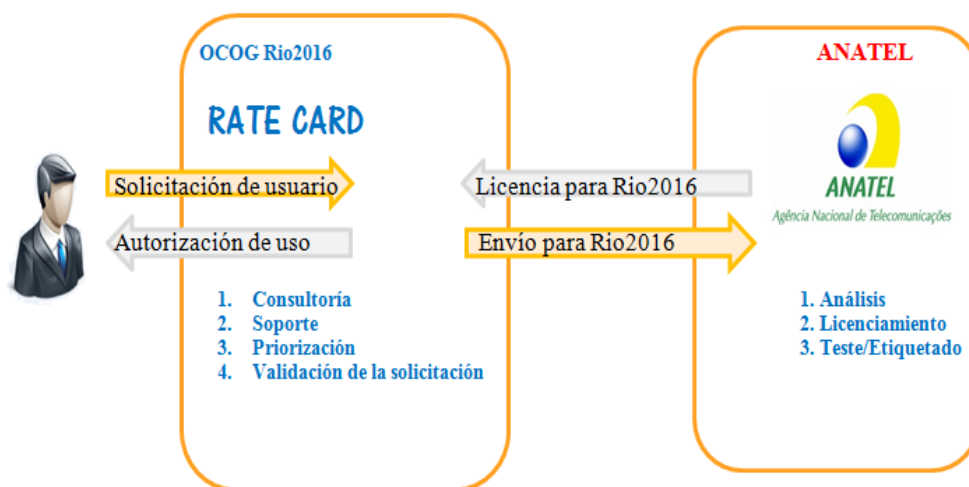 OCOG Rio2016
RATE CARD
Solicitación de usuario
Autorización de uso
1. Consultoría
2. Soporte
3. Priorización
4. Validación de la solicitación
Licencia para Rio2016
Envío para Rio2016
ANATEL
ANATEL
Agência Nacional de Telecomunicações
1. Análisis
2. Licenciamiento
3. Teste/Etiquetado